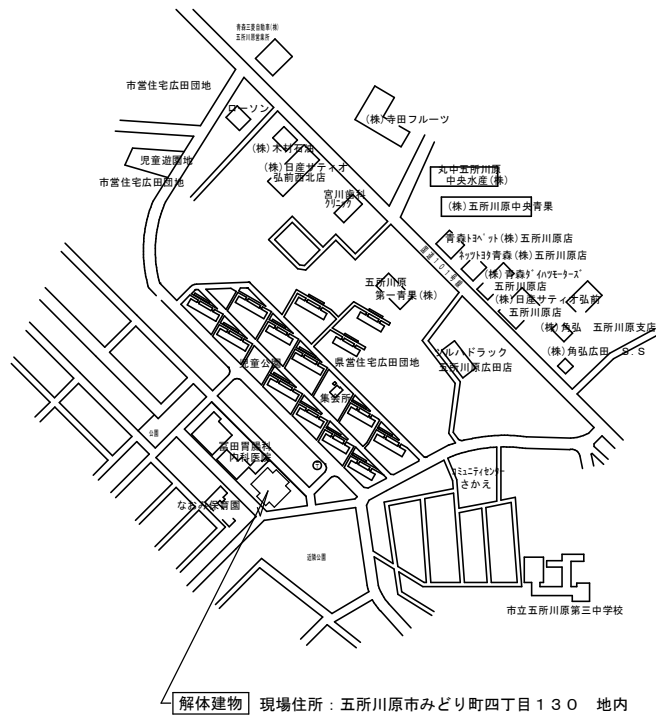 青森三菱自動車(株)
五所川原営業所
市営住宅広田団地
ローソン
(株)寺田フルーツ
(株)木村石油
児童遊園地
(株)日産サティオ
弘前西北店
市営住宅広田団地
丸中五所川原
中央水産(株)
宮川歯科
クリニック
(株)五所川原中央青果
青森トヨペット(株)五所川原店
国道101号線
ネッツトヨタ青森(株)五所川原店
(株)青森ダイハツモータース
五所川原店
五所川原
第一青果(株)
(株)日産サティオ弘前
五所川原店
(株)角弘 五所川原支店
(株)角弘広田 S.S
ツルハドラッグ
五所川原広田店
児童公園
県営住宅広田団地
集会所
公園
冨田胃腸科
内科医院
コミュニティセンター
さかえ
なおみ保育園
近隣公園
市立五所川原第三中学校
解体建物 現場住所:五所川原市みどり町四丁目130 地内